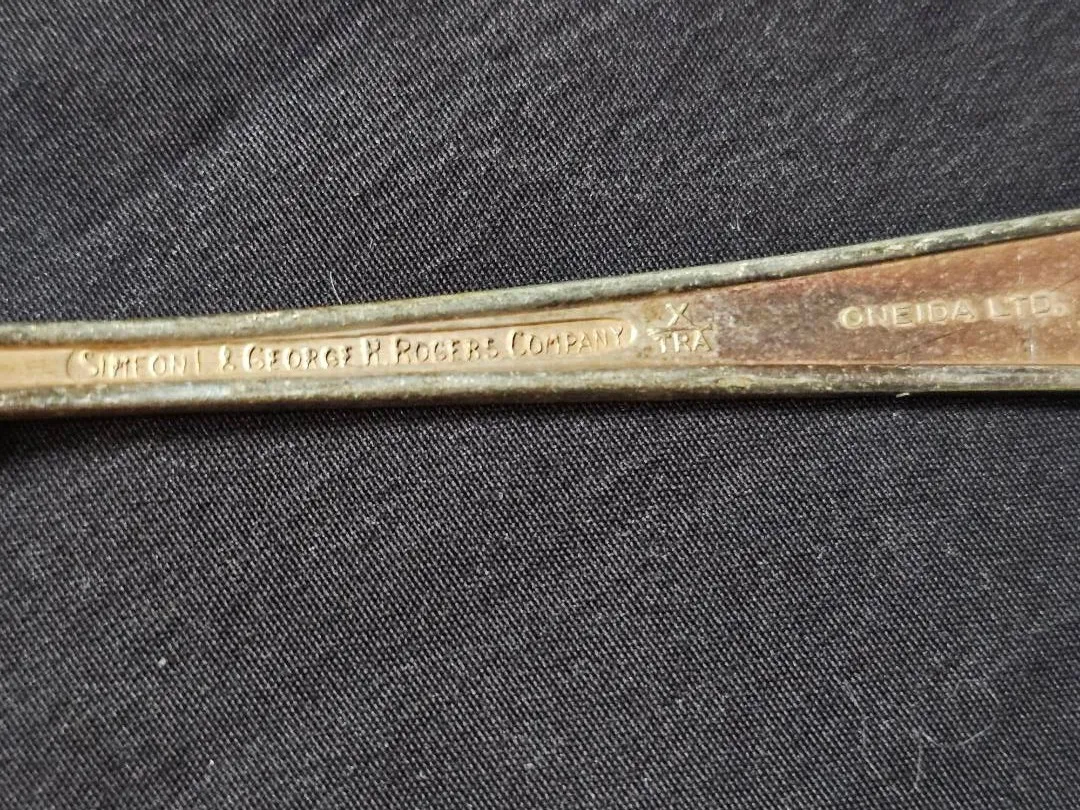 (SIMEON L & GEORGE H. ROGERS COMPANY)
X
TRA
ONEIDA LTD.